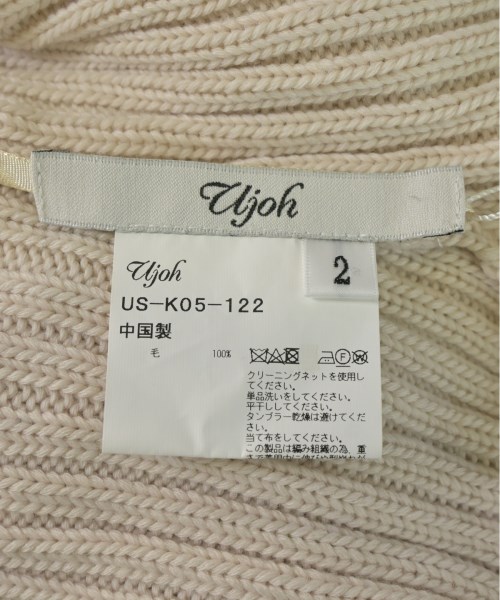 Ujoh
2
Ujoh
US-K05-122
中国製
毛 100%
クリーニングネットを使用し
てください。
単品洗いをしてください。
平干ししてください。
タンブラー乾燥は避けてくだ
さい。
当て布をしてください。
この製品は編み組織の為、重